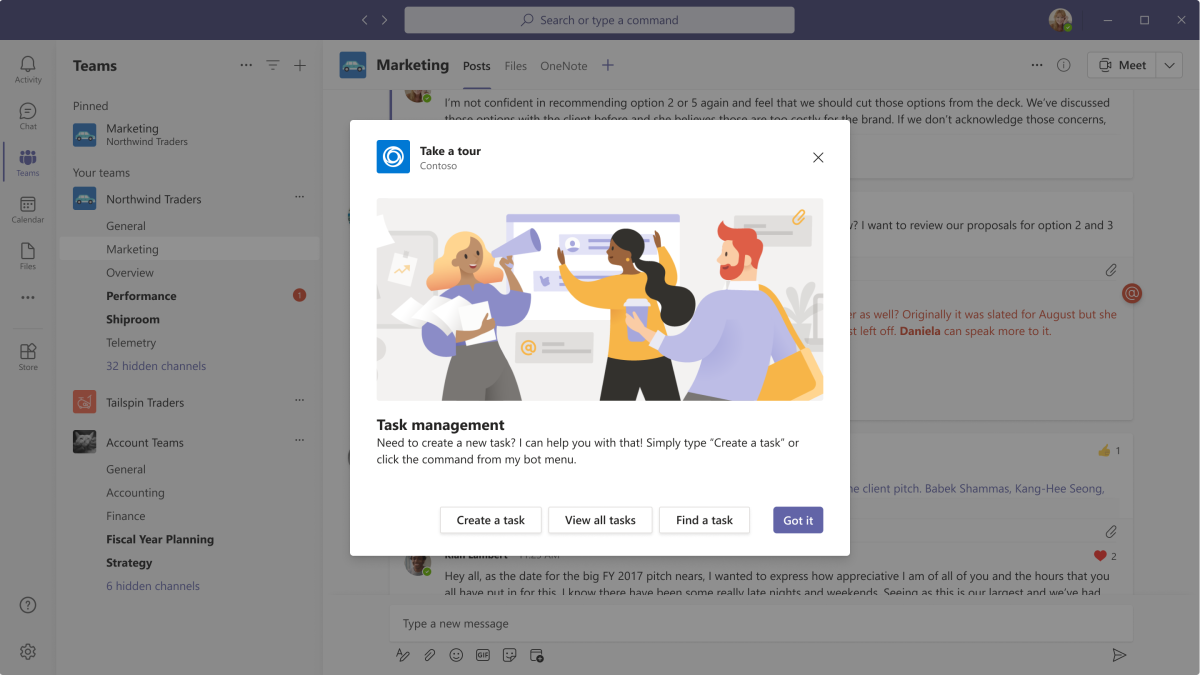 Search or type a command
Activity
Chat
Teams
Calendar
Files
Store
Teams
Pinned
Marketing
Northwind Traders
Your teams
Northwind Traders
General
Marketing
Overview
Performance
1
Shiproom
Telemetry
32 hidden channels
Tailspin Traders
Account Teams
General
Accounting
Finance
Fiscal Year Planning
Strategy
6 hidden channels
Marketing Posts Files OneNote
Meet
I'm not confident in recommending option 2 or 5 again and feel that we should cut those options from the deck. We've discussed
those options with the client before and she believes those are too costly for the brand. If we don't acknowledge those concerns,
? I want to review our proposals for option 2 and 3
@
as well? Originally it was slated for August but she
left off. Daniela can speak more to it.
1
client pitch. Babek Shammas, Kang-Hee Seong,
2
Take a tour
Contoso
@
Task management
Need to create a new task? I can help you with that! Simply type “Create a task” or
click the command from my bot menu.
Create a task
View all tasks
Find a task
Got it
Hey all, as the date for the big FY 2017 pitch nears, I wanted to express how appreciative I am of all of you and the hours that you
all have put in for this. I know there have been some really late nights and weekends. Seeing as this is our largest and we've had
Type a new message
GIF